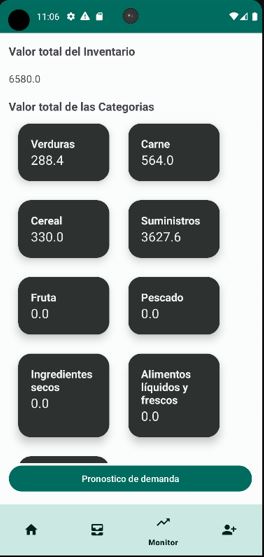 11:06
Valor total del Inventario
6580.0
Valor total de las Categorias
Verduras
288.4
Carne
564.0
Cereal
330.0
Suministros
3627.6
Fruta
0.0
Pescado
0.0
Ingredientes
secos
0.0
Alimentos
líquidos y
frescos
0.0
Pronostico de demanda
Monitor